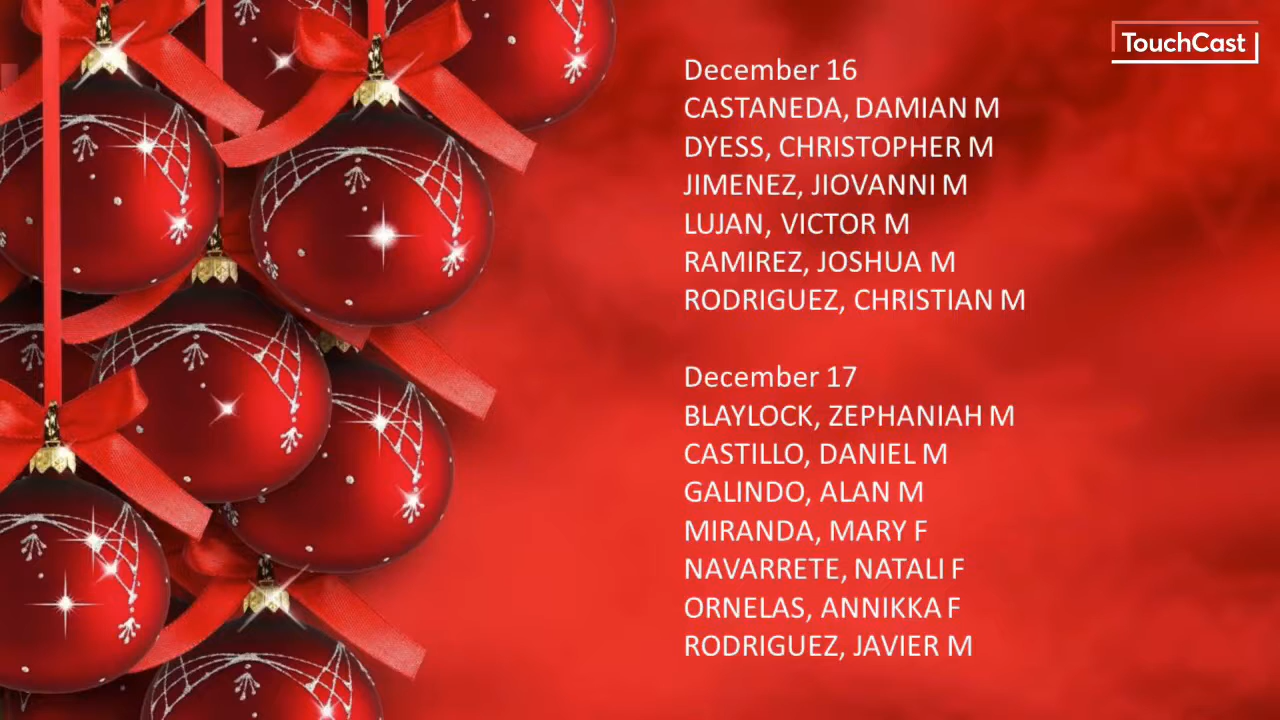 TouchCast
December 16
CASTANEDA, DAMIAN M
DYESS, CHRISTOPHER M
JIMENEZ, JIOVANNI M
LUJAN, VICTOR M
RAMIREZ, JOSHUA M
RODRIGUEZ, CHRISTIAN M
December 17
BLAYLOCK, ZEPHANIAH M
CASTILLO, DANIEL M
GALINDO, ALAN M
MIRANDA, MARY F
NAVARRETE, NATALI F
ORNELAS, ANNIKKA F
RODRIGUEZ, JAVIER M